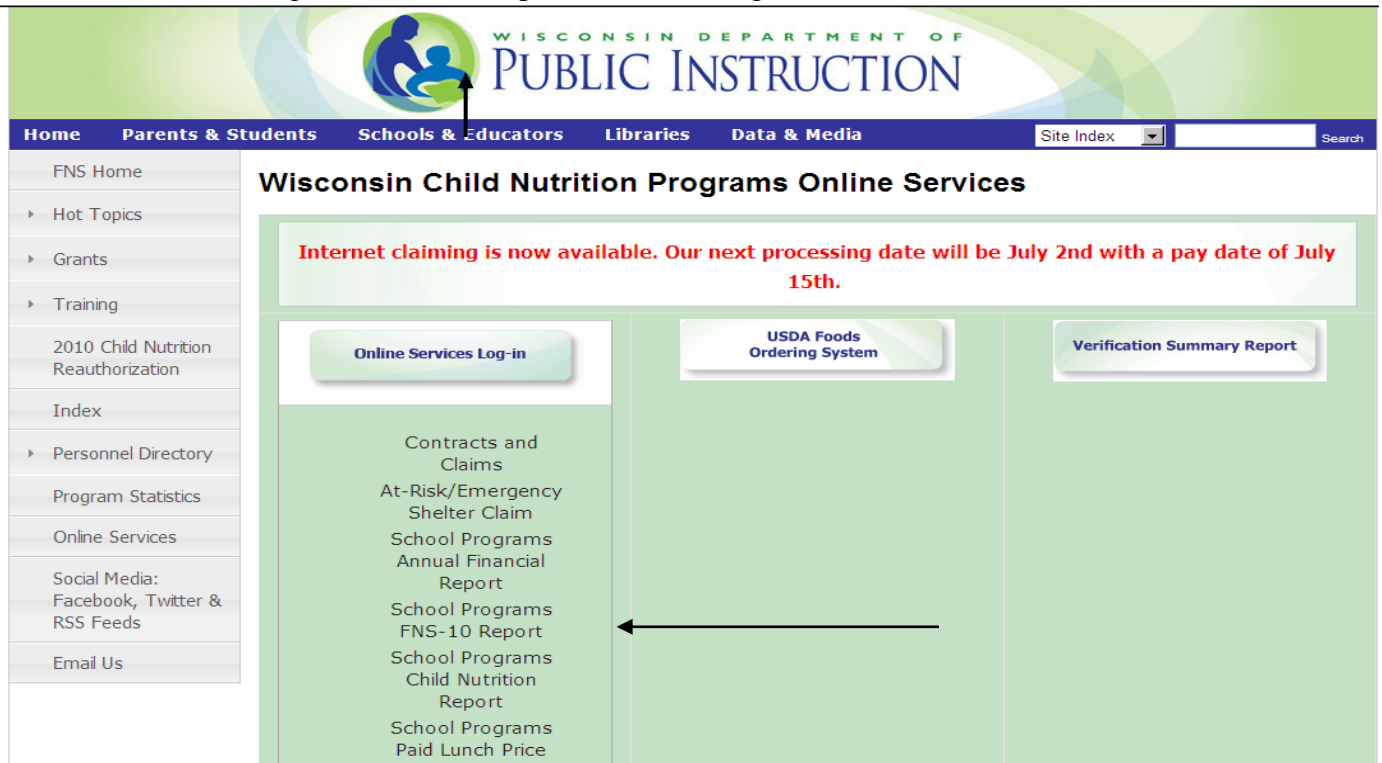 WISCONSIN DEPARTMENT OF
PUBLIC INSTRUCTION
Home Parents & Students Schools & Educators Libraries Data & Media Site Index Search
FNS Home
Hot Topics
Grants
Training
2010 Child Nutrition
Reauthorization
Index
Personnel Directory
Program Statistics
Online Services
Social Media:
Facebook, Twitter &
RSS Feeds
Email Us
Wisconsin Child Nutrition Programs Online Services
Internet claiming is now available. Our next processing date will be July 2nd with a pay date of July
15th.
Online Services Log-in
Contracts and
Claims
At-Risk/Emergency
Shelter Claim
School Programs
Annual Financial
Report
School Programs
FNS-10 Report
School Programs
Child Nutrition
Report
School Programs
Paid Lunch Price
USDA Foods
Ordering System
Verification Summary Report